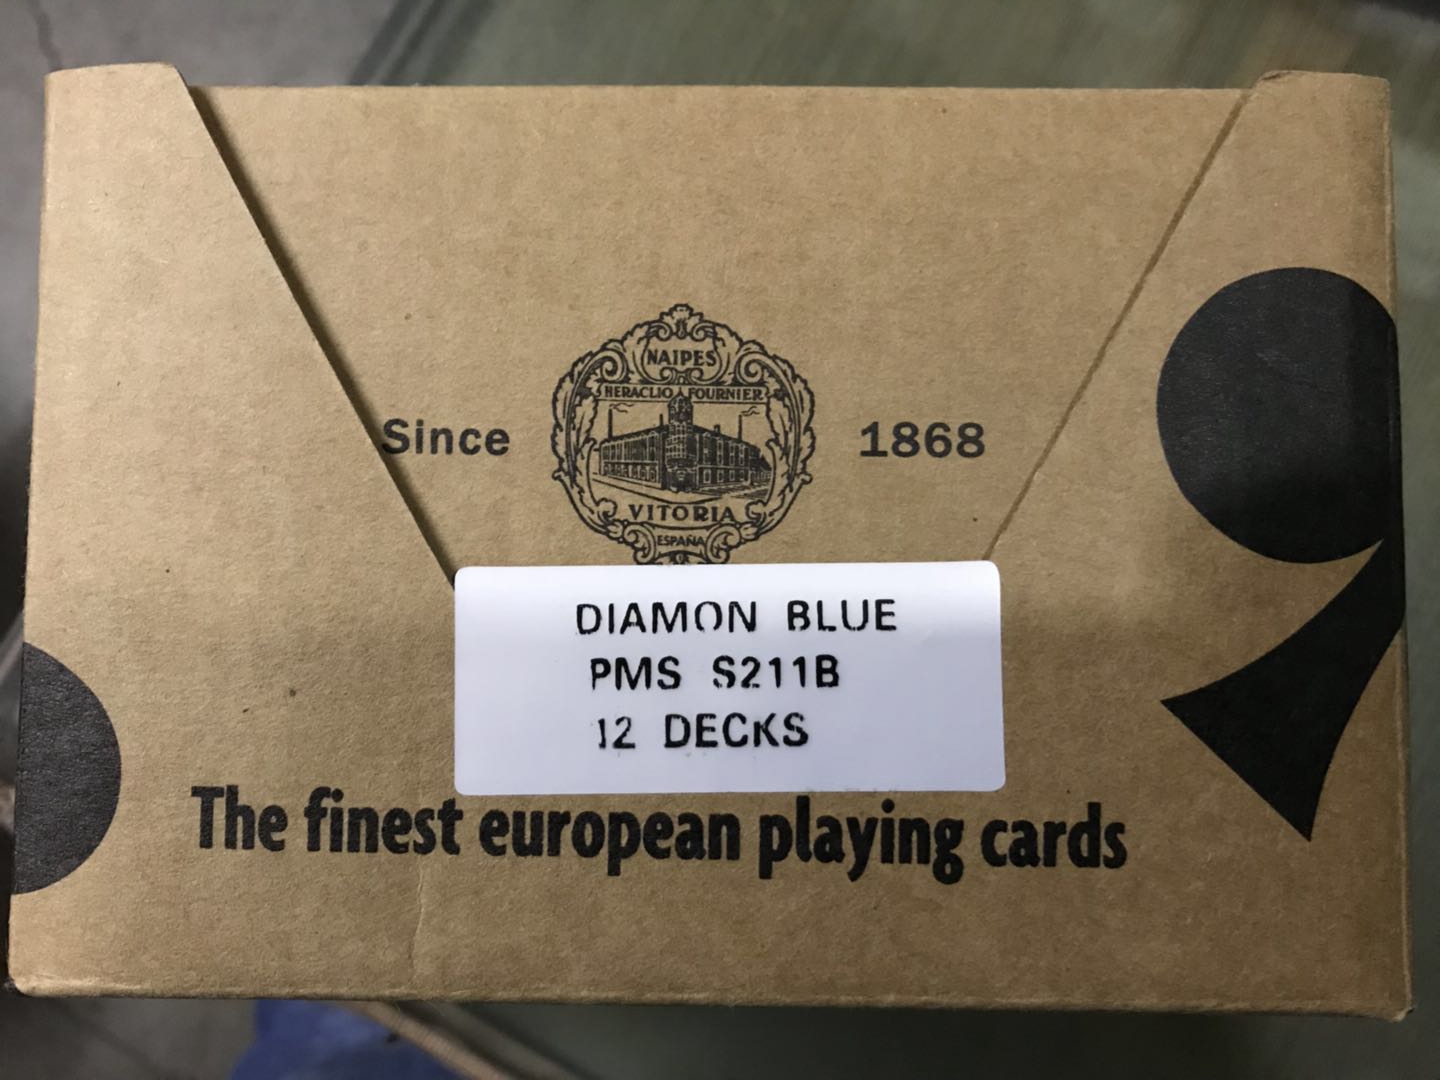 NAIPES
HERACLIO FOURNIER
Since 1868
VITORIA
ESPAÑA
DIAMON BLUE
PMS S211B
12 DECKS
The finest european playing cards